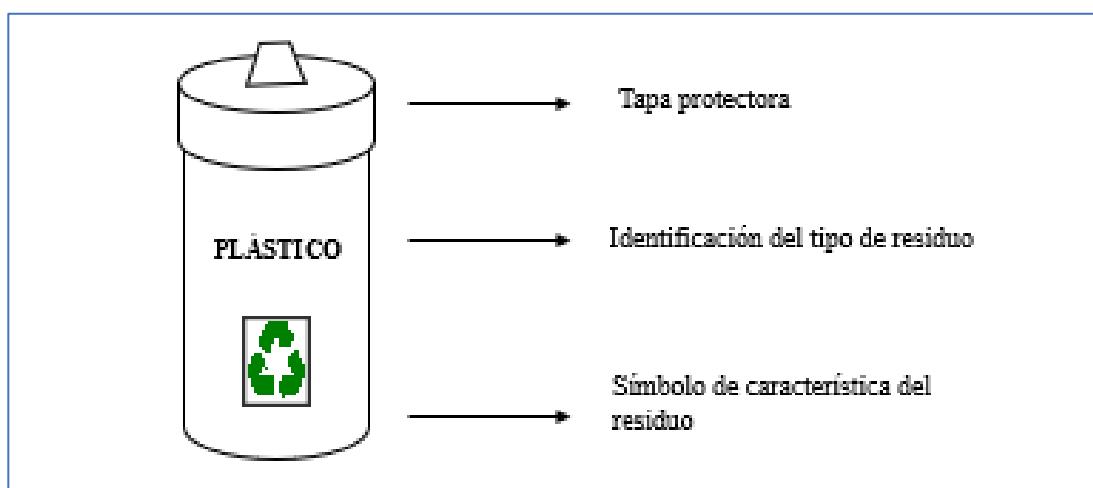 Tapa protectora
PLÁSTICO
Identificación del tipo de residuo
Símbolo de característica del
residuo